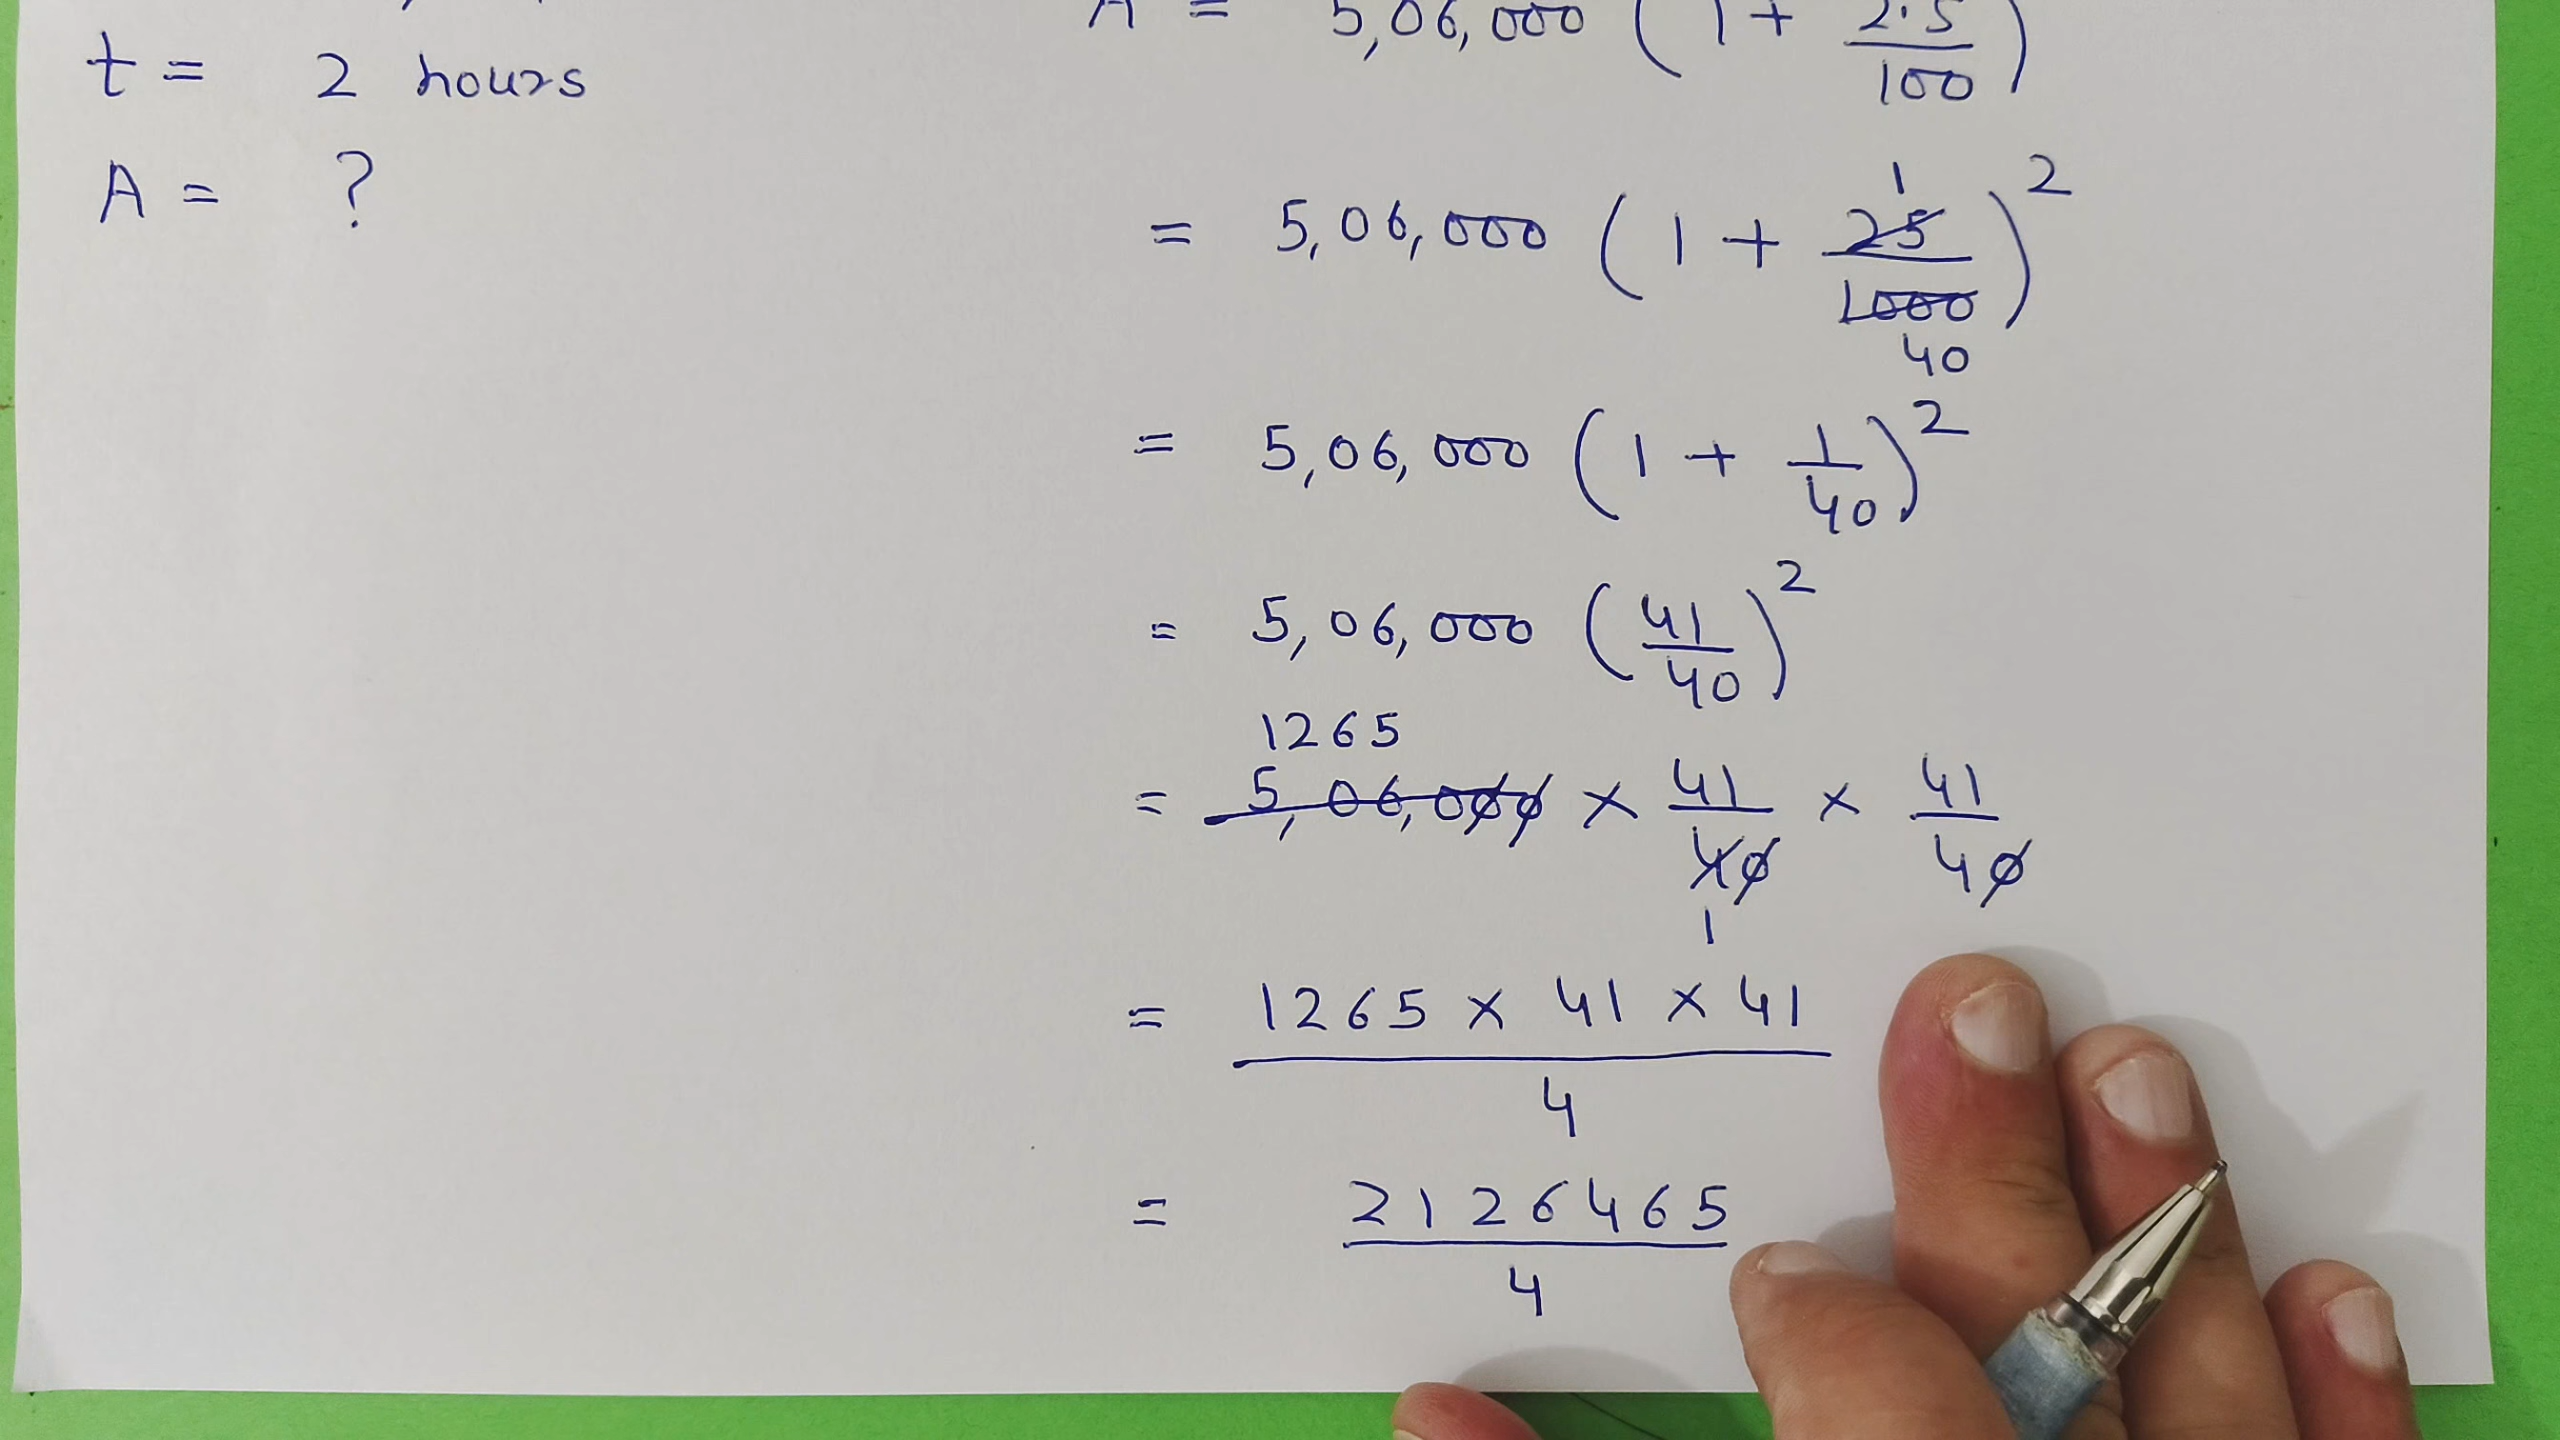 t = 2 hours
A = ?
A = 5,06,000 ( 1 + 2.5/100 )
= 5,06,000 ( 1 + 25/1000 )²
1
40
= 5,06,000 ( 1 + 1/40 )²
= 5,06,000 ( 41/40 )²
1265
= 5,06,000 × 41/40 × 41/40
1
= 1265 × 41 × 41 / 4
= 2126465 / 4